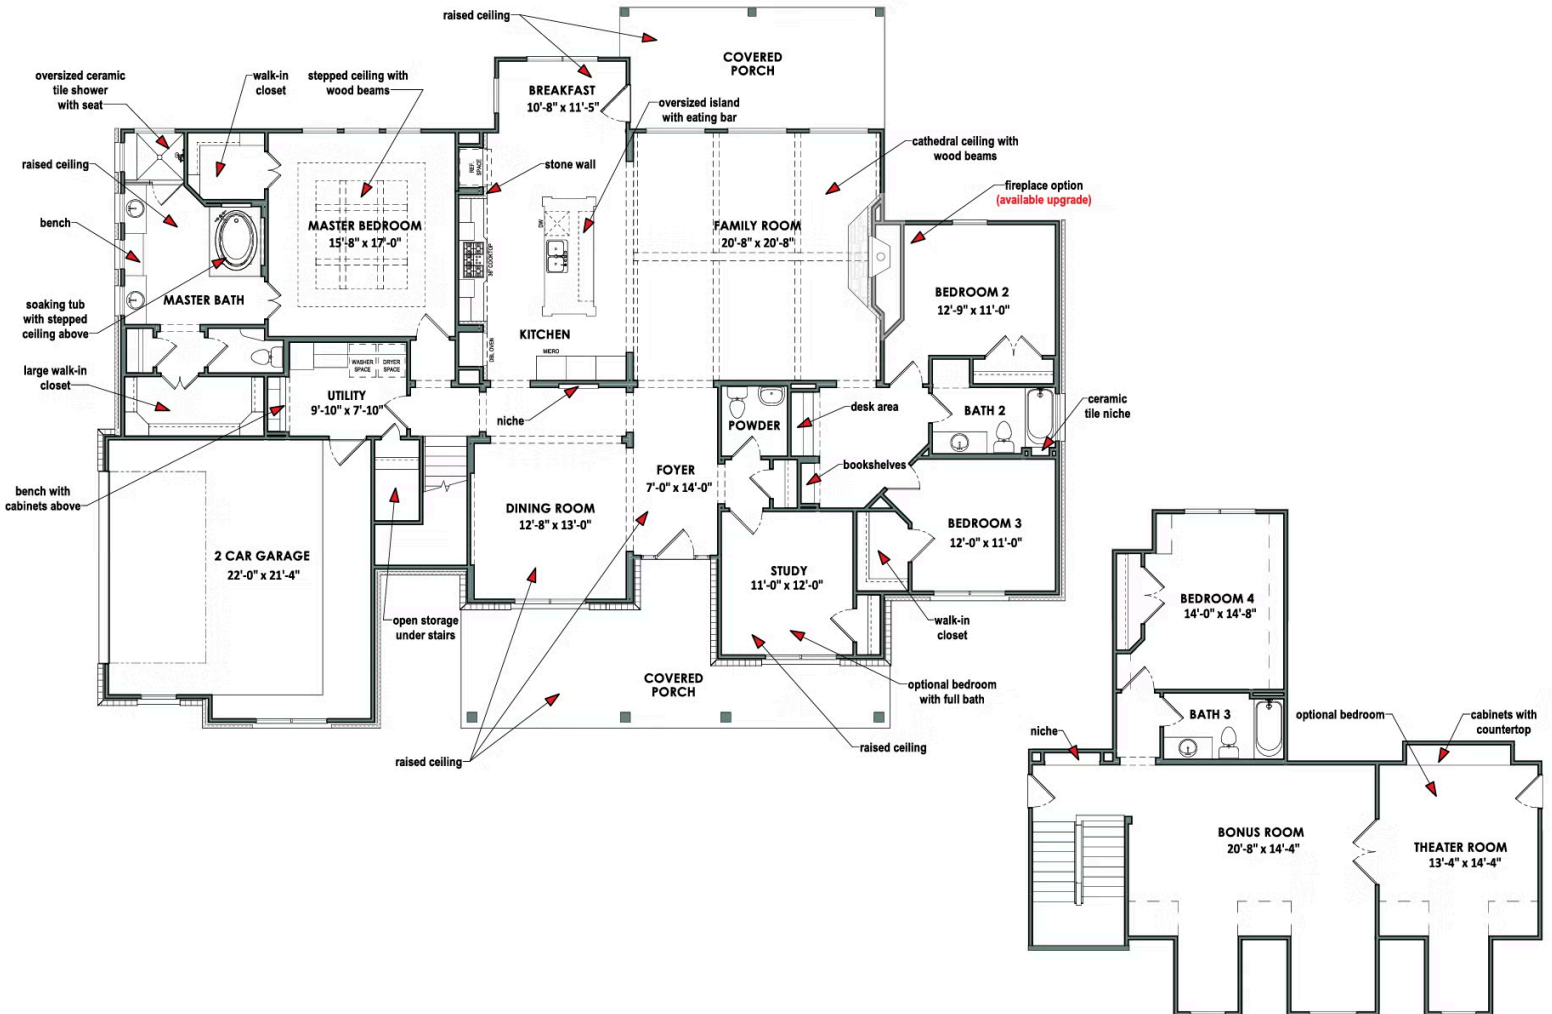 raised ceiling
COVERED
PORCH
oversized ceramic
tile shower
with seat
walk-in
closet
stepped ceiling with
wood beams
BREAKFAST
10'-8" x 11'-5"
oversized island
with eating bar
cathedral ceiling with
wood beams
raised ceiling
REF.
SPACE
stone wall
fireplace option
(available upgrade)
bench
MASTER BEDROOM
15'-8" x 17'-0"
DW
36" COOKTOP
FAMILY ROOM
20'-8" x 20'-8"
MASTER BATH
BEDROOM 2
12'-9" x 11'-0"
soaking tub
with stepped
ceiling above
KITCHEN
DBL OVEN
MICRO
large walk-in
closet
WASHER
SPACE
DRYER
SPACE
UTILITY
9'-10" x 7'-10"
niche
POWDER
desk area
BATH 2
ceramic
tile niche
bench with
cabinets above
FOYER
7'-0" x 14'-0"
bookshelves
DINING ROOM
12'-8" x 13'-0"
BEDROOM 3
12'-0" x 11'-0"
2 CAR GARAGE
22'-0" x 21'-4"
STUDY
11'-0" x 12'-0"
open storage
under stairs
walk-in
closet
COVERED
PORCH
optional bedroom
with full bath
raised ceiling
raised ceiling
BEDROOM 4
14'-0" x 14'-8"
BATH 3
niche
optional bedroom
cabinets with
countertop
BONUS ROOM
20'-8" x 14'-4"
THEATER ROOM
13'-4" x 14'-4"